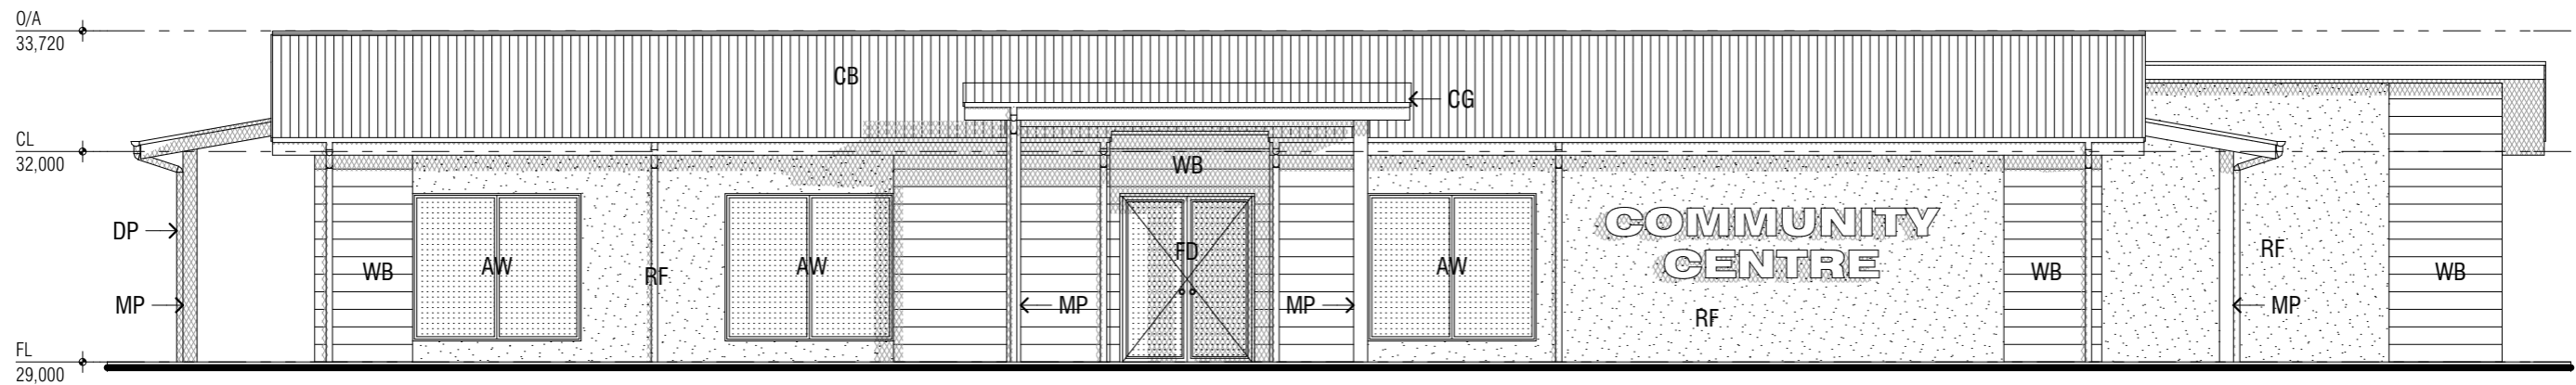 O/A
33,720
CB
CG
CL
32,000
WB
COMMUNITY
CENTRE
DP
FD
RF
WB
AW
RF
AW
AW
WB
WB
MP
MP
MP
RF
MP
FL
29,000